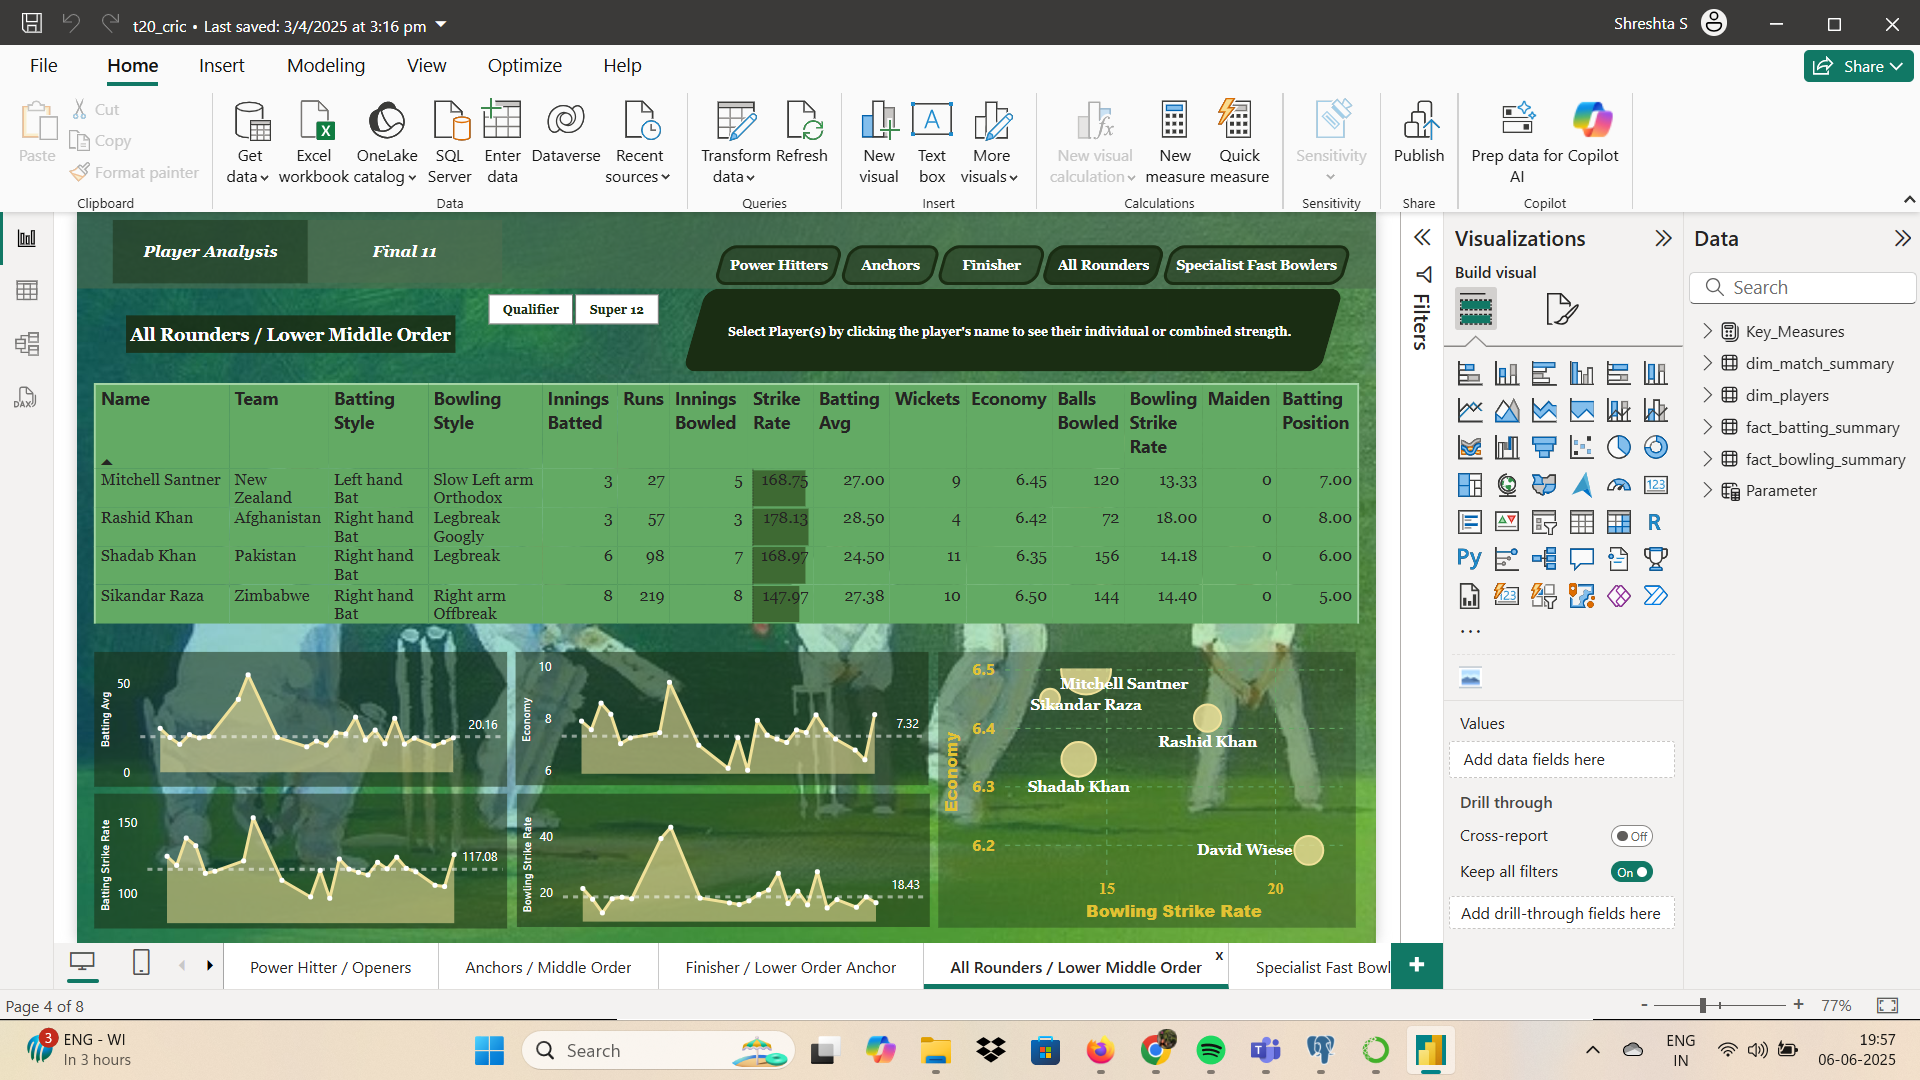 t20_cric • Last saved: 3/4/2025 at 3:16 pm
Shreshta S
File Home Insert Modeling View Optimize Help
Share
Paste
Cut
Copy
Format painter
Get data
Excel workbook
OneLake catalog
SQL Server
Enter data
Dataverse
Recent sources
Transform data
Refresh
New visual
Text box
More visuals
New visual calculation
New measure
Quick measure
Sensitivity
Publish
Prep data for AI
Copilot
Clipboard
Data
Queries
Insert
Calculations
Sensitivity
Share
Copilot
Player Analysis
Final 11
Power Hitters
Anchors
Finisher
All Rounders
Specialist Fast Bowlers
Qualifier
Super 12
All Rounders / Lower Middle Order
Select Player(s) by clicking the player's name to see their individual or combined strength.
Name Team Batting Style Bowling Style Innings Batted Runs Innings Bowled Strike Rate Batting Avg Wickets Economy Balls Bowled Bowling Strike Rate Maiden Batting Position
Mitchell Santner New Zealand Left hand Bat Slow Left arm Orthodox 3 27 5 168.75 27.00 9 6.45 120 13.33 0 7.00
Rashid Khan Afghanistan Right hand Bat Legbreak Googly 3 57 3 178.13 28.50 4 6.42 72 18.00 0 8.00
Shadab Khan Pakistan Right hand Bat Legbreak 6 98 7 168.97 24.50 11 6.35 156 14.18 0 6.00
Sikandar Raza Zimbabwe Right hand Bat Right arm Offbreak 8 219 8 147.97 27.38 10 6.50 144 14.40 0 5.00
Batting Avg
50
0
20.16
Economy
10
8
6
7.32
Batting Strike Rate
150
100
117.08
Bowling Strike Rate
40
20
18.43
Economy
6.5
6.4
6.3
6.2
Mitchell Santner
Sikandar Raza
Rashid Khan
Shadab Khan
David Wiese
15
20
Bowling Strike Rate
Filters
Visualizations
Build visual
Values
Add data fields here
Drill through
Cross-report
Off
Keep all filters
On
Add drill-through fields here
Data
Search
Key_Measures
dim_match_summary
dim_players
fact_batting_summary
fact_bowling_summary
Parameter
DAX
123
R
Py
123
Power Hitter / Openers
Anchors / Middle Order
Finisher / Lower Order Anchor
All Rounders / Lower Middle Order
x
Specialist Fast Bowl
+
Page 4 of 8
- + 77%
3
ENG - WI
In 3 hours
Search
ENG
IN
19:57
06-06-2025